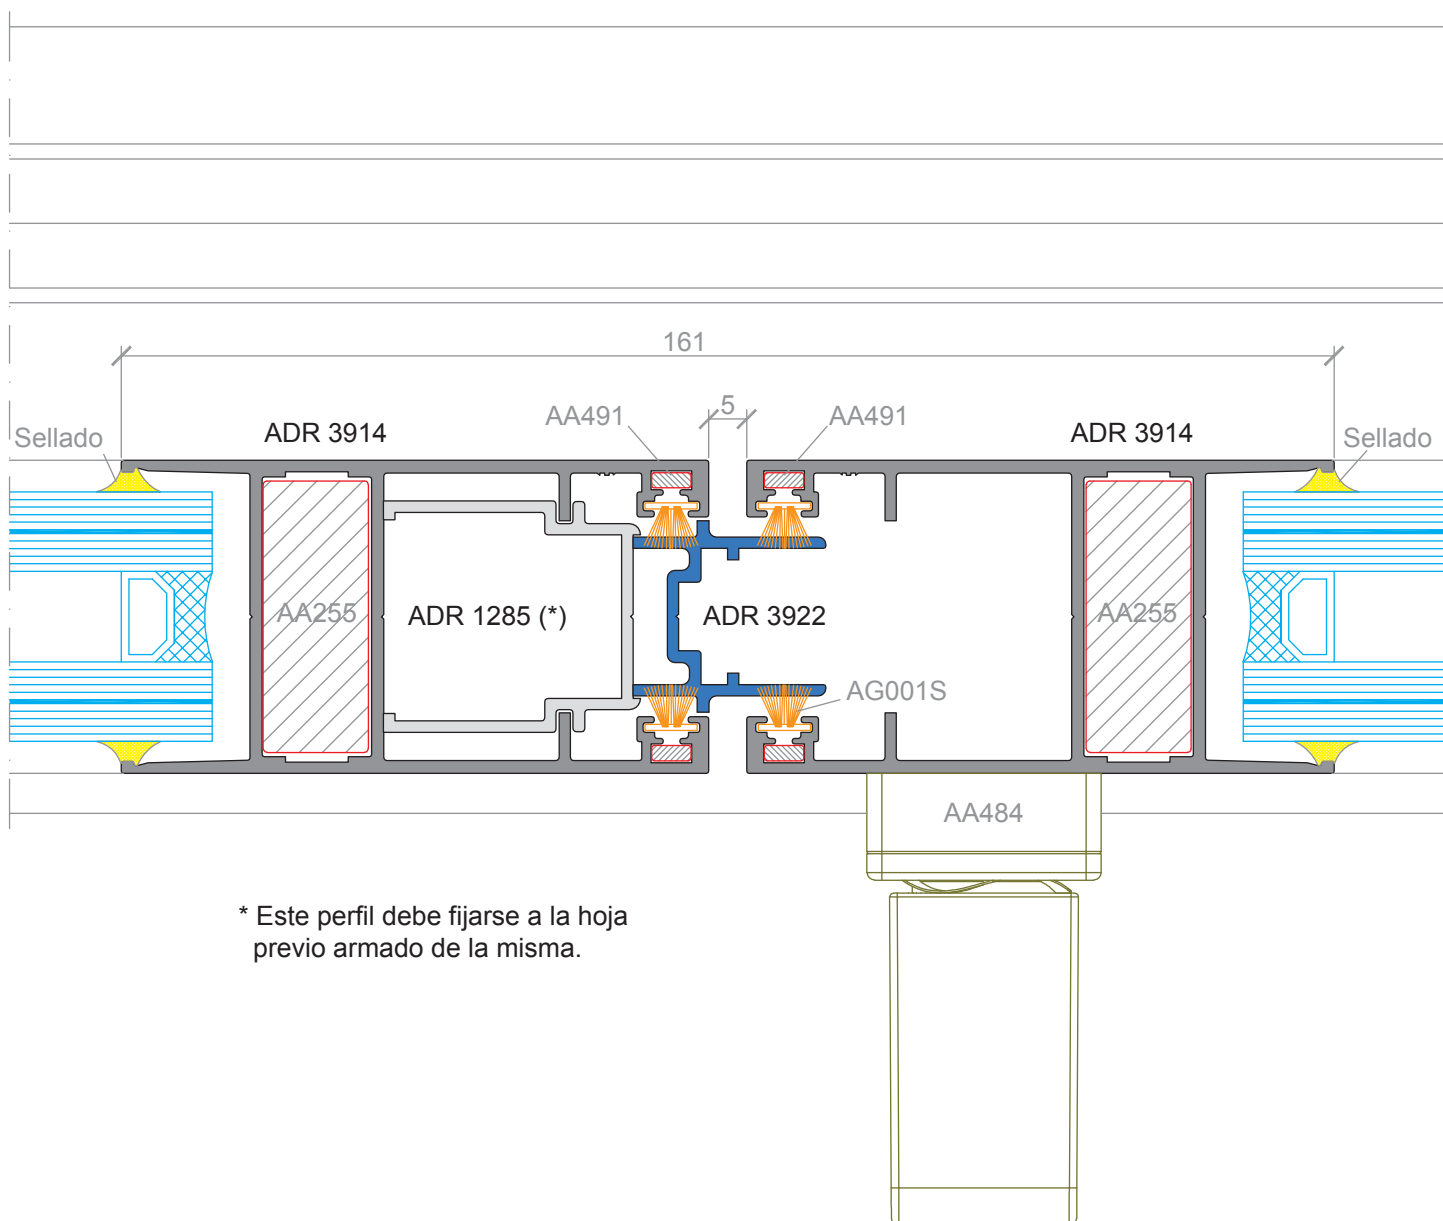 161
AA491
5
AA491
Sellado
ADR 3914
ADR 3914
Sellado
AA255
ADR 1285 (*)
ADR 3922
AA255
AG001S
AA484
* Este perfil debe fijarse a la hoja
previo armado de la misma.